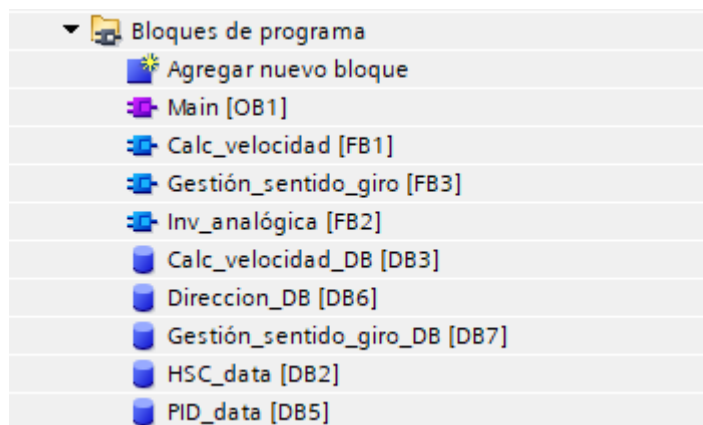 Bloques de programa
Agregar nuevo bloque
Main [OB1]
Calc_velocidad [FB1]
Gestión_sentido_giro [FB3]
Inv_analógica [FB2]
Calc_velocidad_DB [DB3]
Direccion_DB [DB6]
Gestión_sentido_giro_DB [DB7]
HSC_data [DB2]
PID_data [DB5]